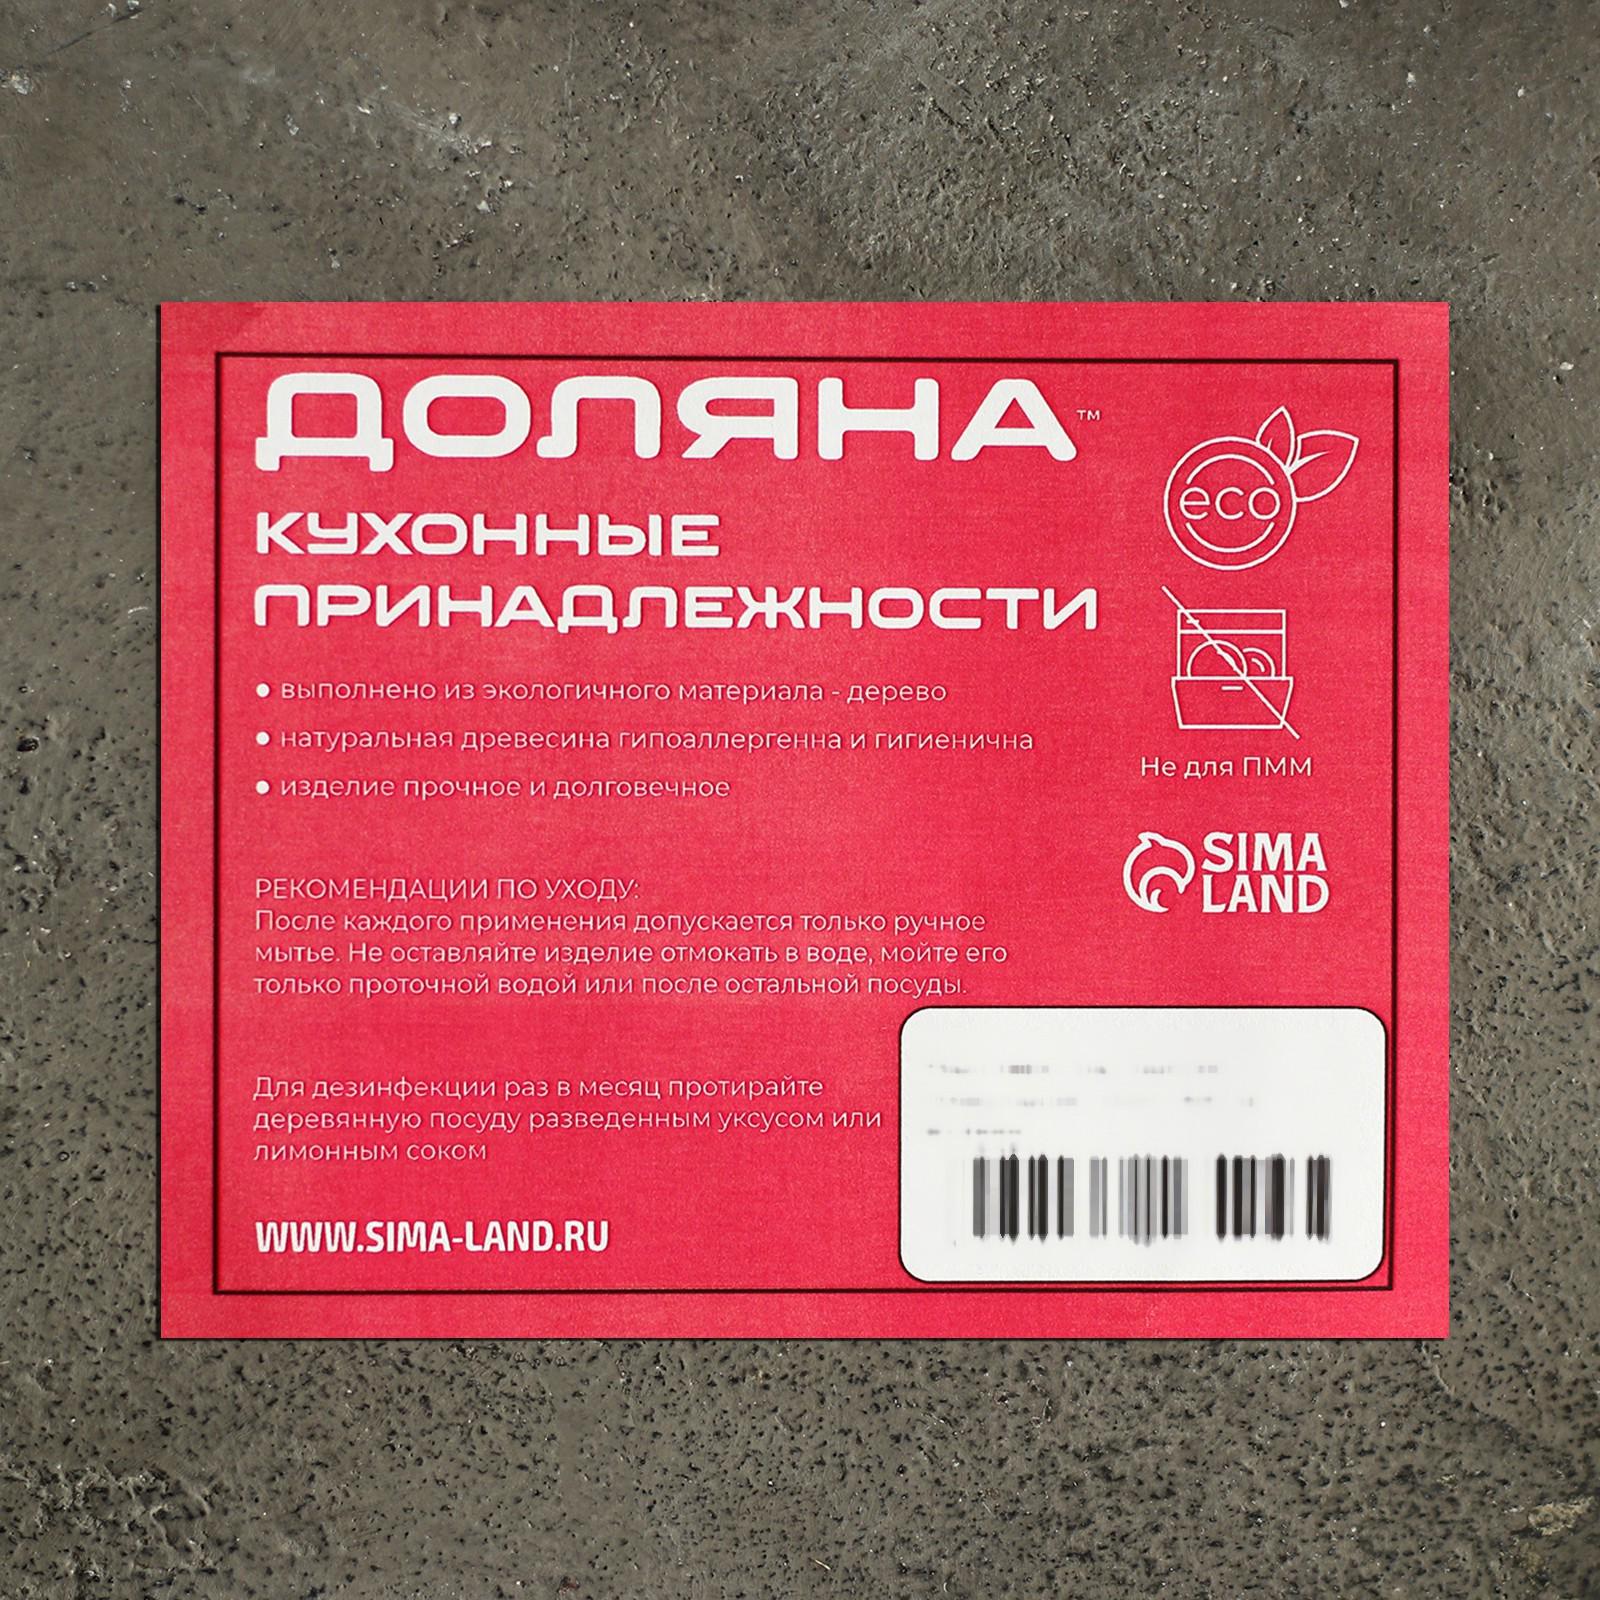 ДОЛЯНА™
КУХОННЫЕ
ПРИНАДЛЕЖНОСТИ
● выполнено из экологичного материала - дерево
● натуральная древесина гипоаллергенна и гигиенична
● изделие прочное и долговечное
eco
Не для ПММ
SIMA
LAND
РЕКОМЕНДАЦИИ ПО УХОДУ:
После каждого применения допускается только ручное
мытье. Не оставляйте изделие отмокать в воде, мойте его
только проточной водой или после остальной посуды.
Для дезинфекции раз в месяц протирайте
деревянную посуду разведенным уксусом или
лимонным соком
WWW.SIMA-LAND.RU